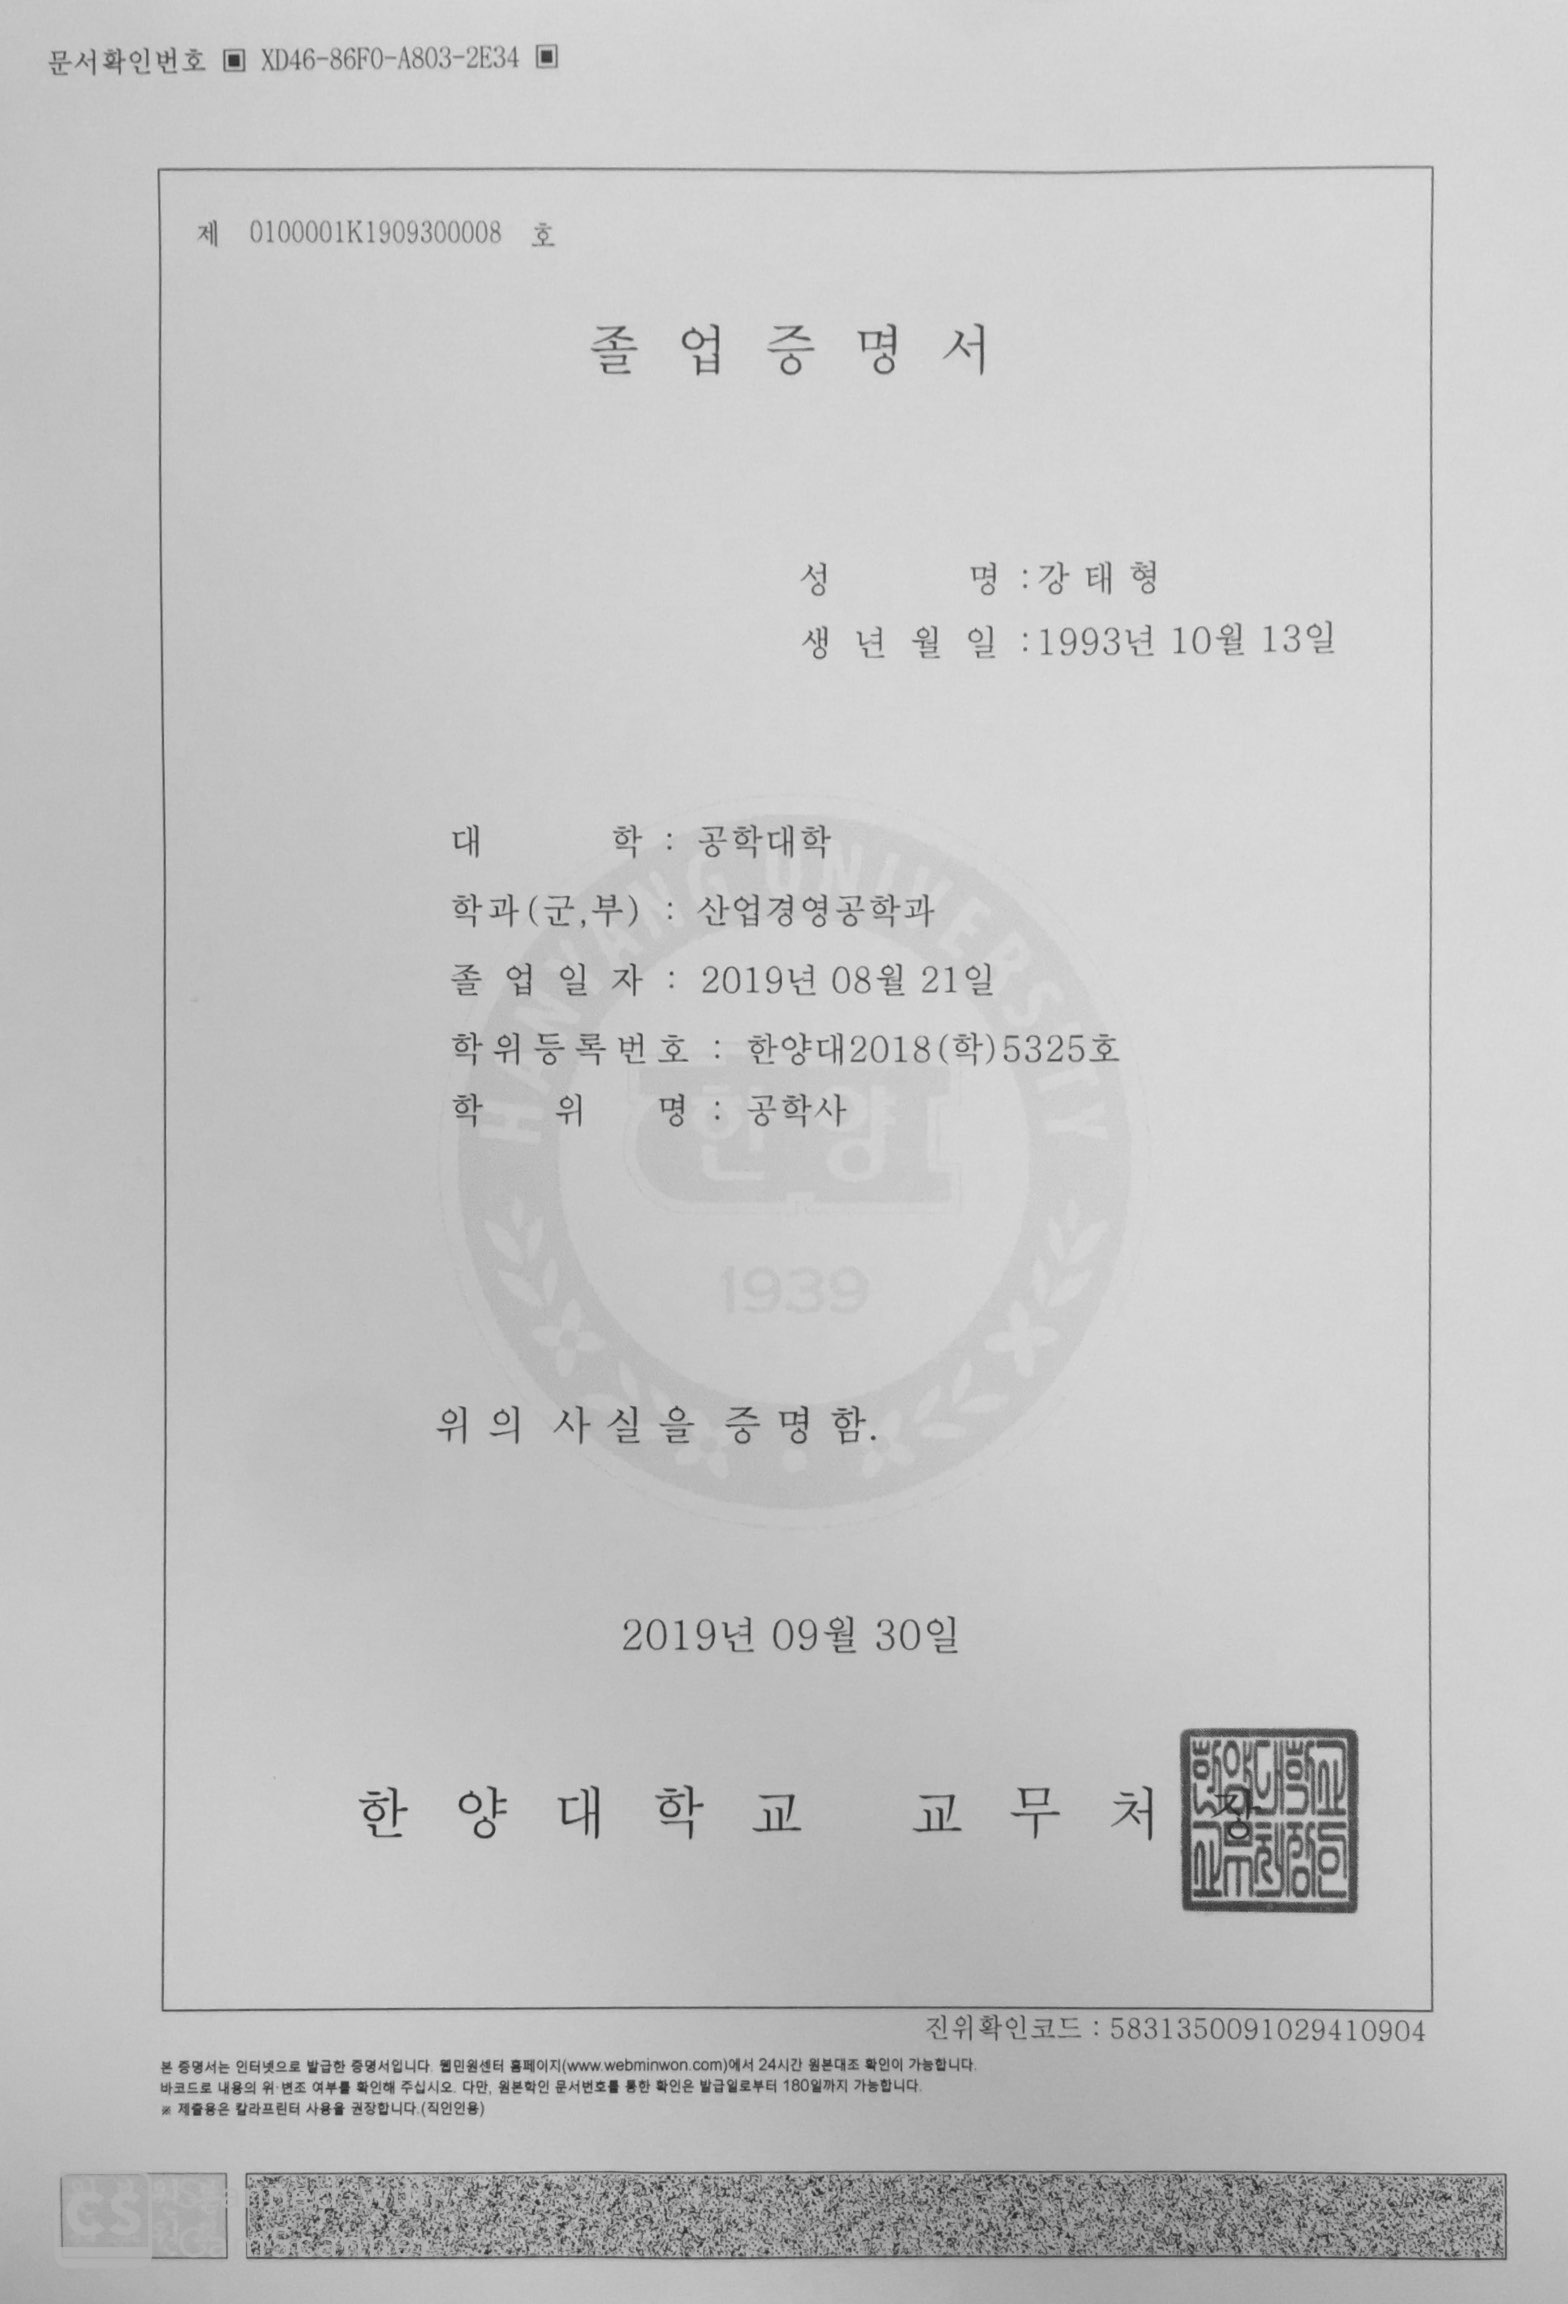 문서확인번호 ▣ XD46-86F0-A803-2E34 ▣
제 0100001K1909300008 호
졸 업 증 명 서
성 명 : 강 태 형
생 년 월 일 : 1993년 10월 13일
대 학 : 공학대학
학과(군,부) : 산업경영공학과
졸 업 일 자 : 2019년 08월 21일
학위등록번호 : 한양대2018(학)5325호
학 위 명 : 공학사
HANYANG UNIVERSITY
한양
1939
위 의 사 실 을 증 명 함.
2019년 09월 30일
한 양 대 학 교 교 무 처 장
한양대학교
교무처장인
진위확인코드 : 5831350091029410904
본 증명서는 인터넷으로 발급한 증명서입니다. 웹민원센터 홈페이지(www.webminwon.com)에서 24시간 원본대조 확인이 가능합니다.
바코드로 내용의 위·변조 여부를 확인해 주십시오. 다만, 원본확인 문서번호를 통한 확인은 발급일로부터 180일까지 가능합니다.
※ 제출용은 칼라프린터 사용을 권장합니다.(직인인용)
CS